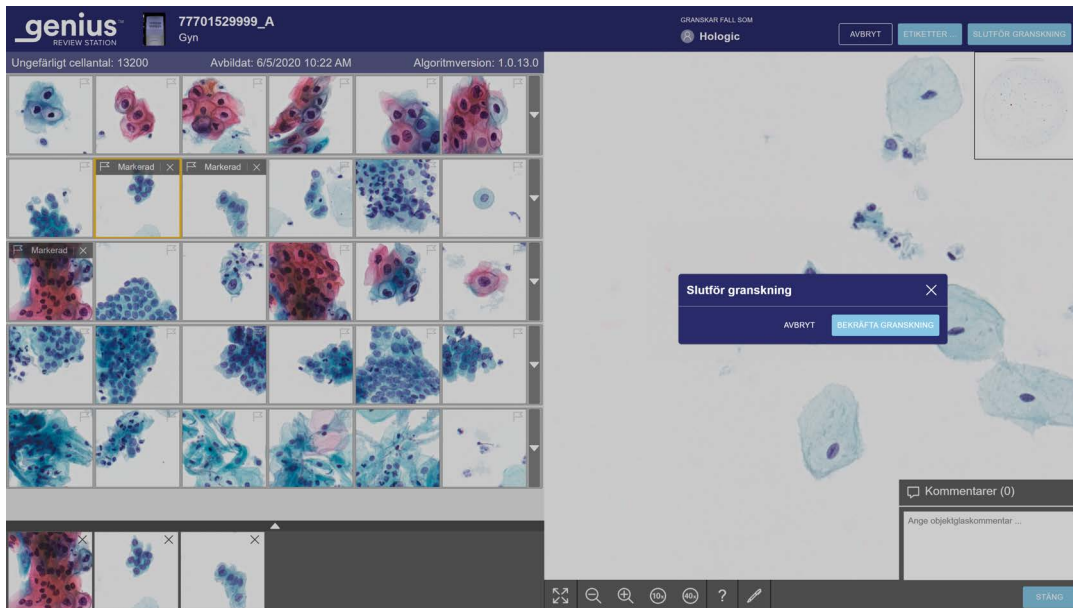 genius™
REVIEW STATION
77701529999_A
Gyn
GRANSKAR FALL SOM
Hologic
AVBRYT
ETIKETTER ...
SLUTFÖR GRANSKNING
Ungefärligt cellantal: 13200
Avbildat: 6/5/2020 10:22 AM
Algoritmversion: 1.0.13.0
Markerad
Markerad
Markerad
Slutför granskning
AVBRYT
BEKRÄFTA GRANSKNING
Kommentarer (0)
Ange objektglaskommentar ...
10x
40x
?
STÄNG